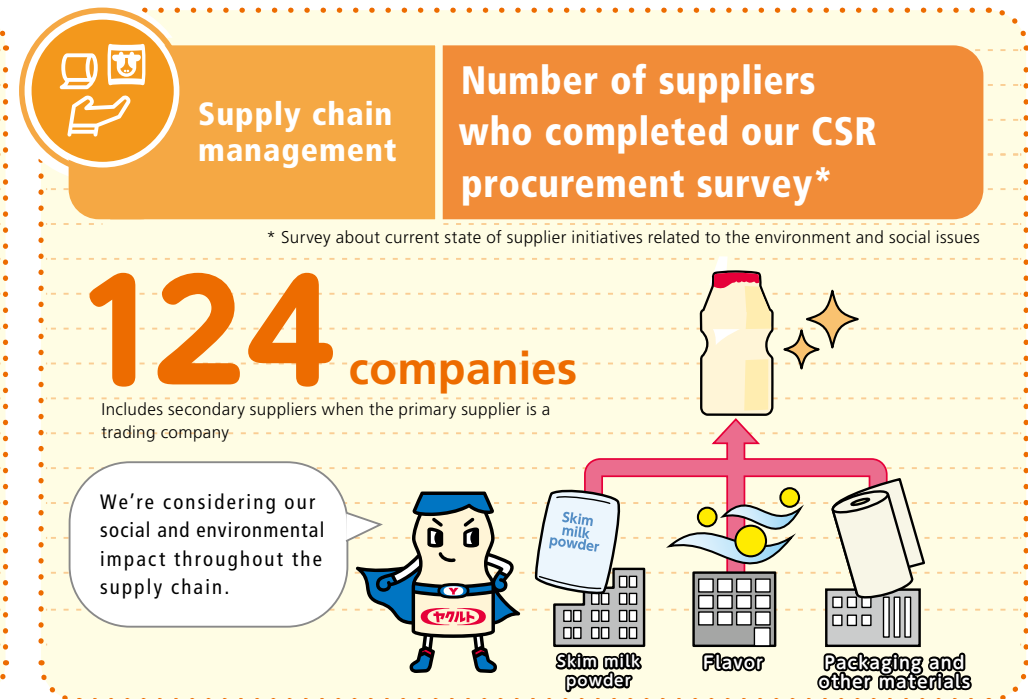 Supply chain
management
Number of suppliers
who completed our CSR
procurement survey*
* Survey about current state of supplier initiatives related to the environment and social issues
124 companies
Includes secondary suppliers when the primary supplier is a
trading company
We're considering our
social and environmental
impact throughout the
supply chain.
Y
ヤクルト
Skim
milk
powder
Skim milk
powder
Flavor
Packaging and
other materials